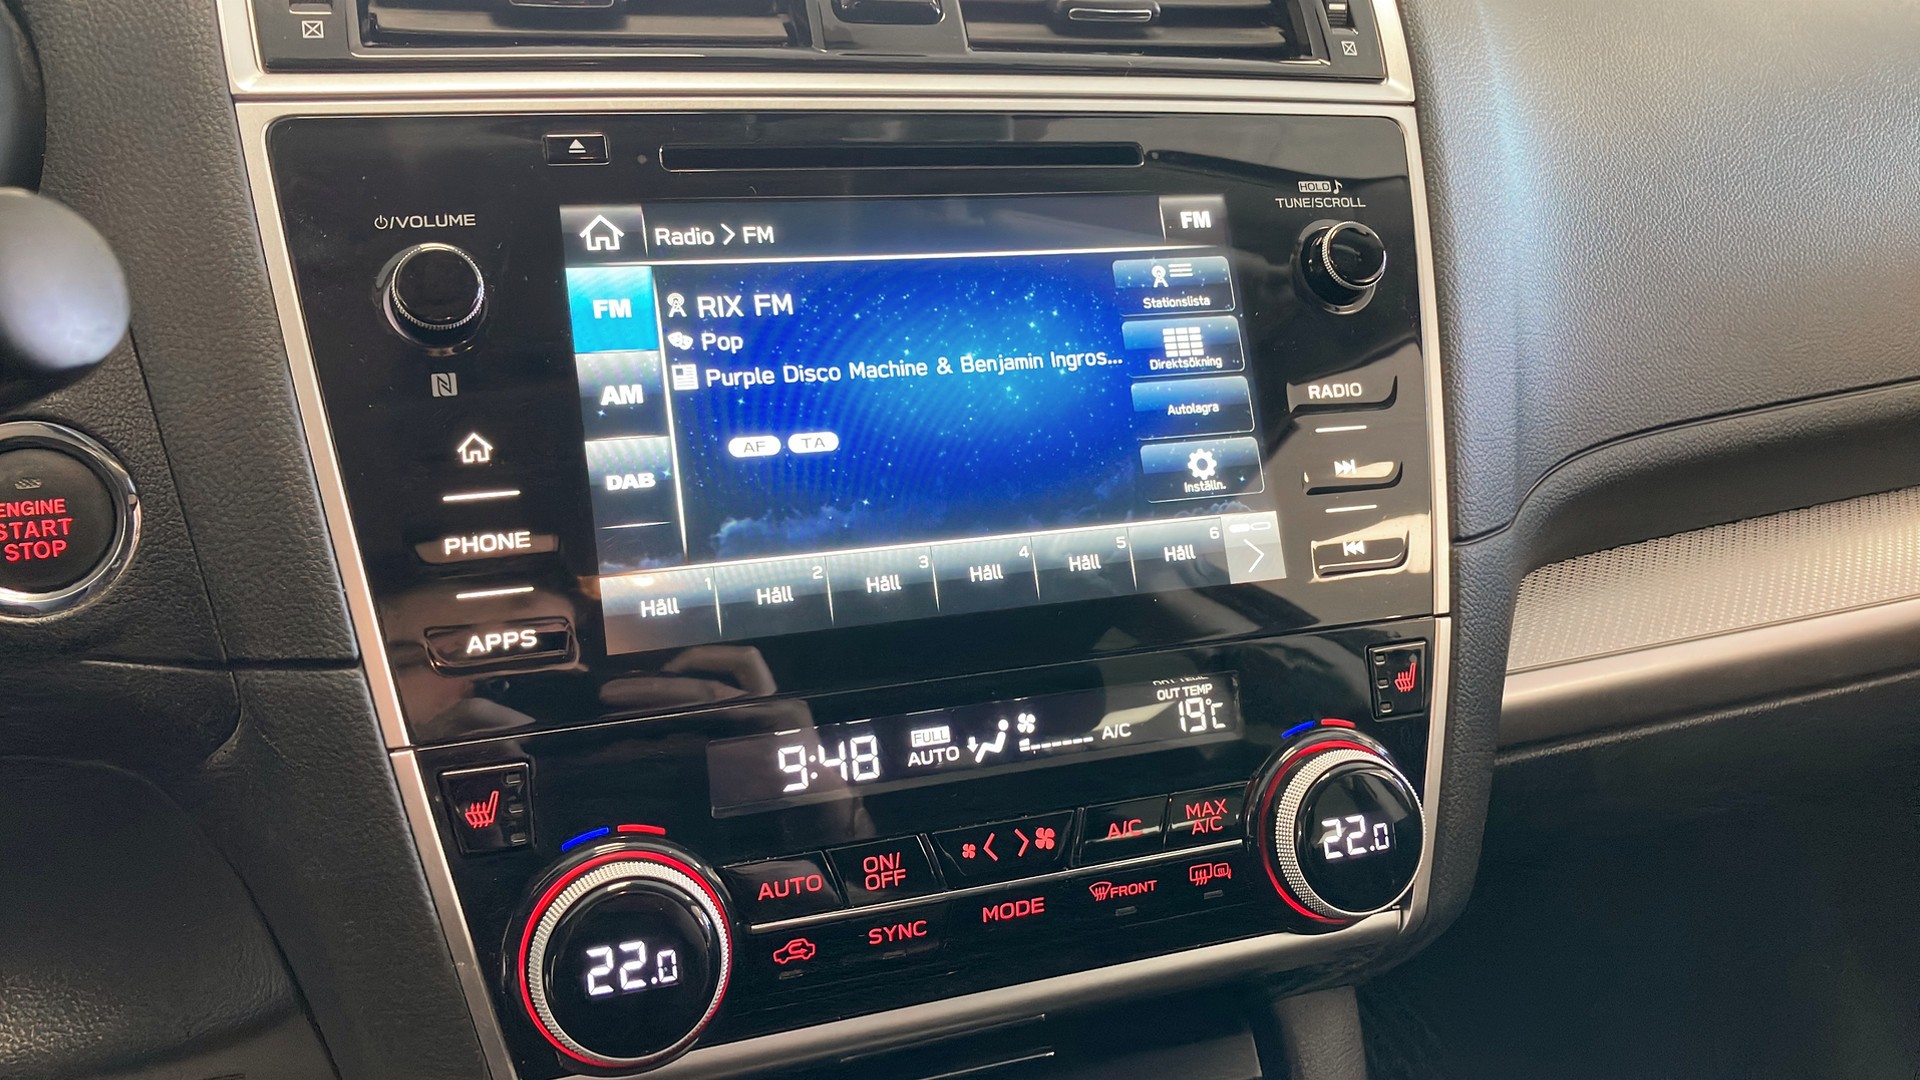 /VOLUME
HOLD
TUNE/SCROLL
Radio > FM
FM
FM
AM
DAB
RIX FM
Pop
Purple Disco Machine & Benjamin Ingros...
AF
TA
Stationslista
Direktsökning
Autolagra
Inställn.
1
Håll
2
Håll
3
Håll
4
Håll
5
Håll
6
Håll
N
PHONE
APPS
RADIO
ENGINE
START
STOP
9:48
FULL
AUTO
A/C
OUT TEMP
19°C
AUTO
ON/
OFF
A/C
MAX
A/C
SYNC
MODE
FRONT
22.0
22.0